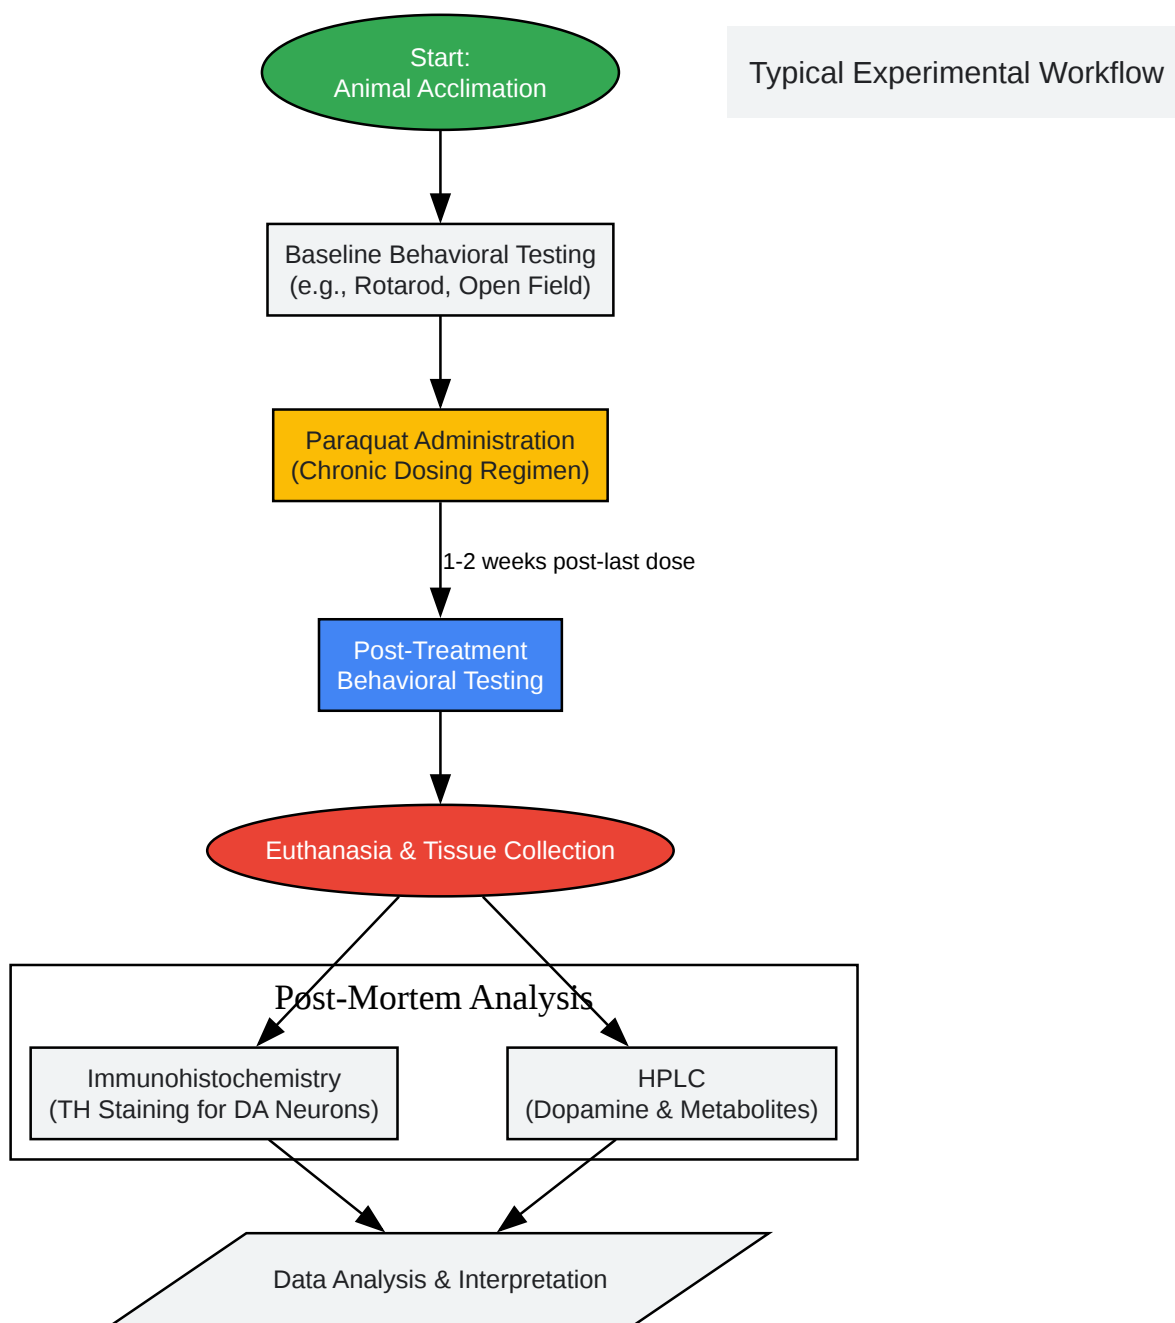 Start:
Animal Acclimation
Typical Experimental Workflow
Baseline Behavioral Testing
(e.g., Rotarod, Open Field)
Paraquat Administration
(Chronic Dosing Regimen)
1-2 weeks post-last dose
Post-Treatment
Behavioral Testing
Euthanasia & Tissue Collection
Post-Mortem Analysis
Immunohistochemistry
(TH Staining for DA Neurons)
HPLC
(Dopamine & Metabolites)
Data Analysis & Interpretation